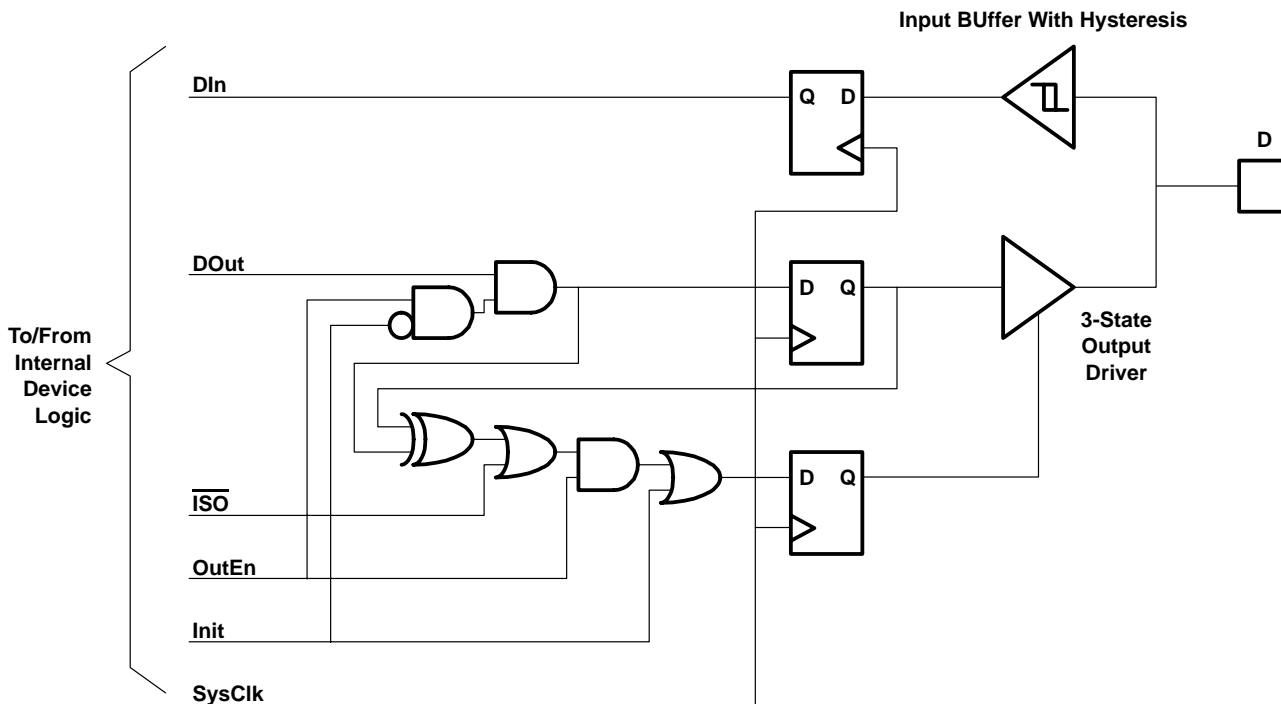 Input BUffer With Hysteresis
DIn
Q D
D
DOut
D Q
3-State
Output
Driver
To/From
Internal
Device
Logic
D Q
ISO
OutEn
Init
SysClk